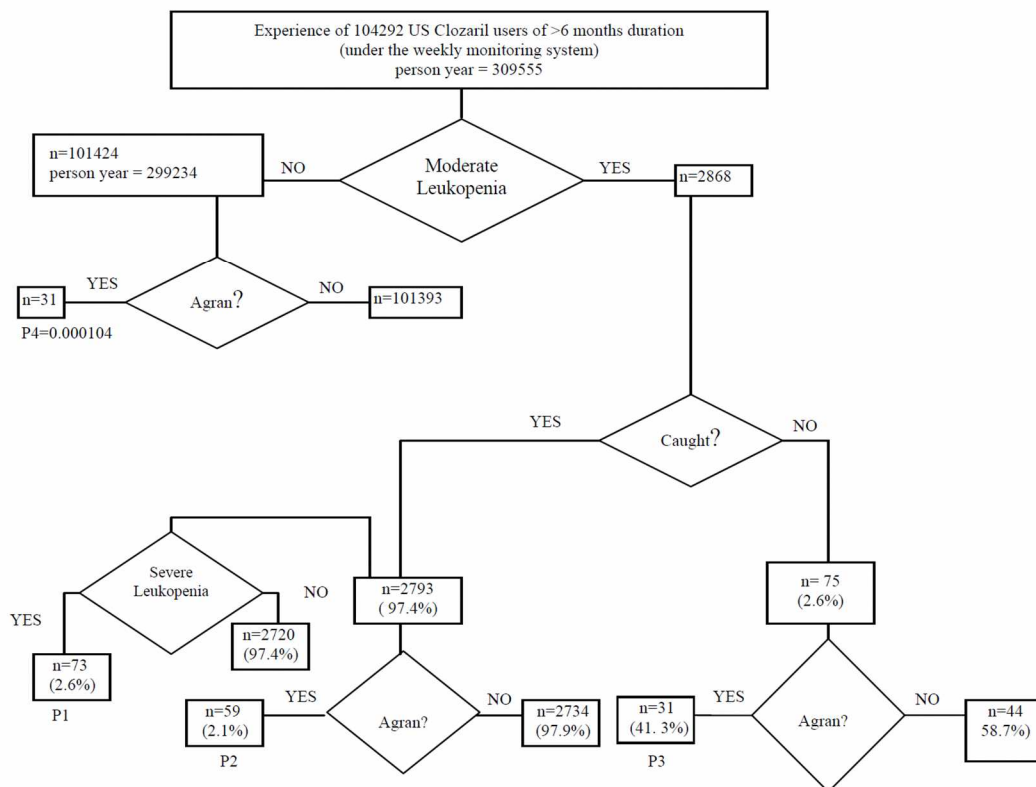 Experience of 104292 US Clozaril users of >6 months duration
(under the weekly monitoring system)
person year = 309555
n=101424
person year = 299234
NO
Moderate
Leukopenia
YES
n=2868
YES
n=31
P4=0.000104
Agran?
NO
n=101393
YES
Caught?
NO
Severe
Leukopenia
NO
YES
n=2793
( 97.4%)
n= 75
(2.6%)
n=2720
(97.4%)
n=73
(2.6%)
P1
YES
n=59
(2.1%)
P2
Agran?
NO
n=2734
(97.9%)
YES
n=31
(41. 3%)
P3
Agran?
NO
n=44
58.7%)